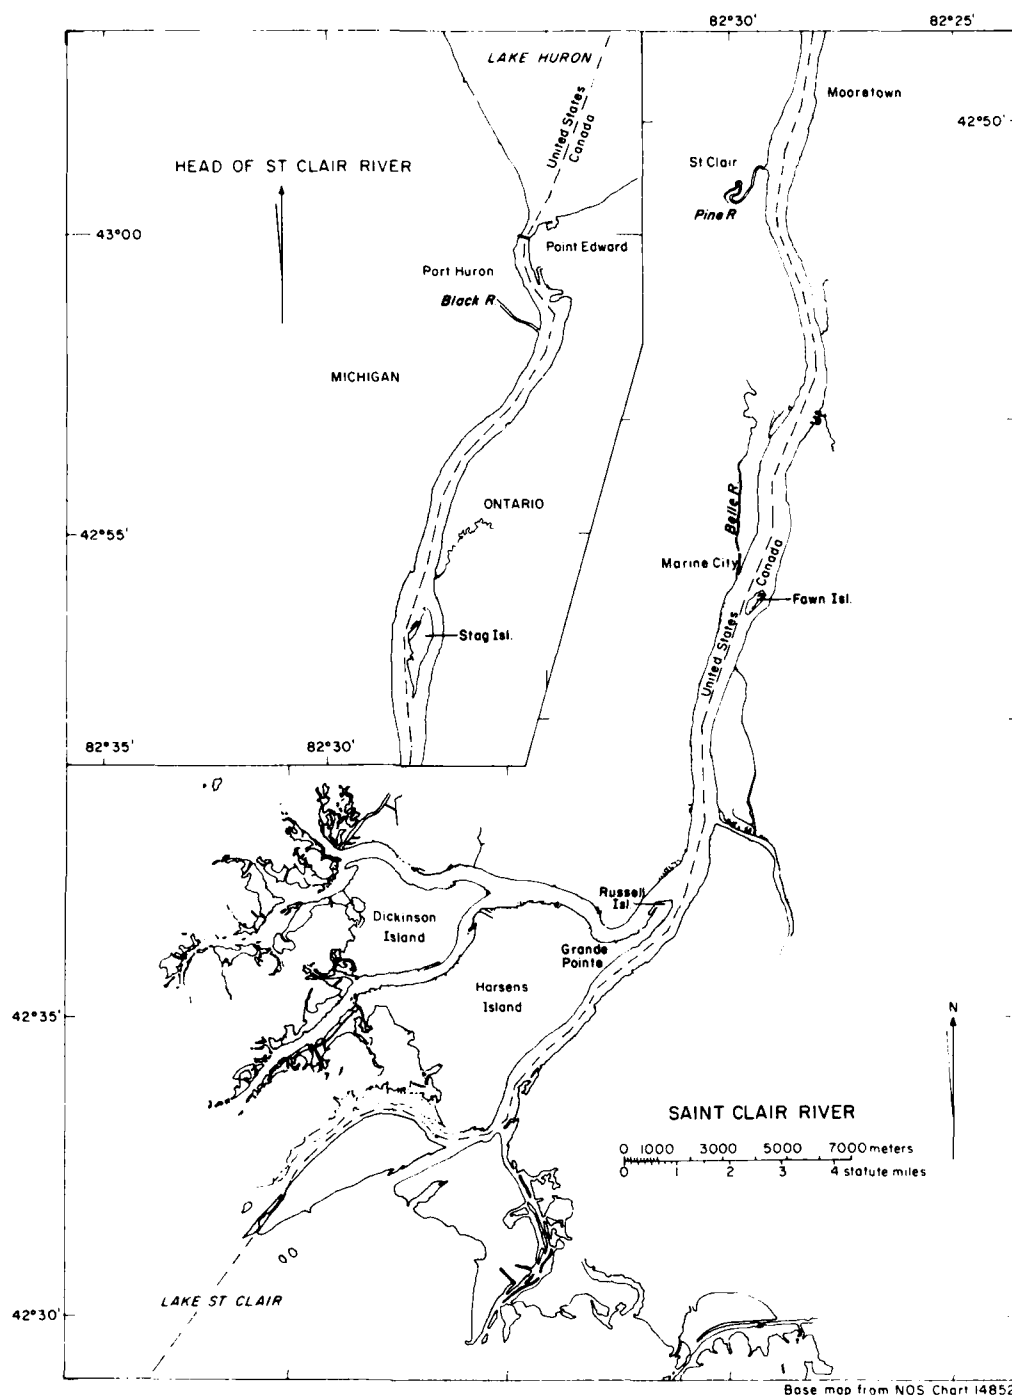 82°30'
82°25'
LAKE HURON
United States
Canada
Mooretown
42°50'
HEAD OF ST CLAIR RIVER
St Clair
Pine R
43°00
Point Edward
Port Huron
Black R.
MICHIGAN
ONTARIO
42°55'
Belle R.
Marine City
Canada
United States
Fawn Isl.
Stag Isl.
82°35'
82°30'
Russell
Isl
Dickinson
Island
Grande
Pointe
Harsens
Island
42°35'
N
SAINT CLAIR RIVER
0 1000 3000 5000 7000 meters
0 1 2 3 4 statute miles
LAKE ST CLAIR
42°30'
Base map from NOS Chart 14852